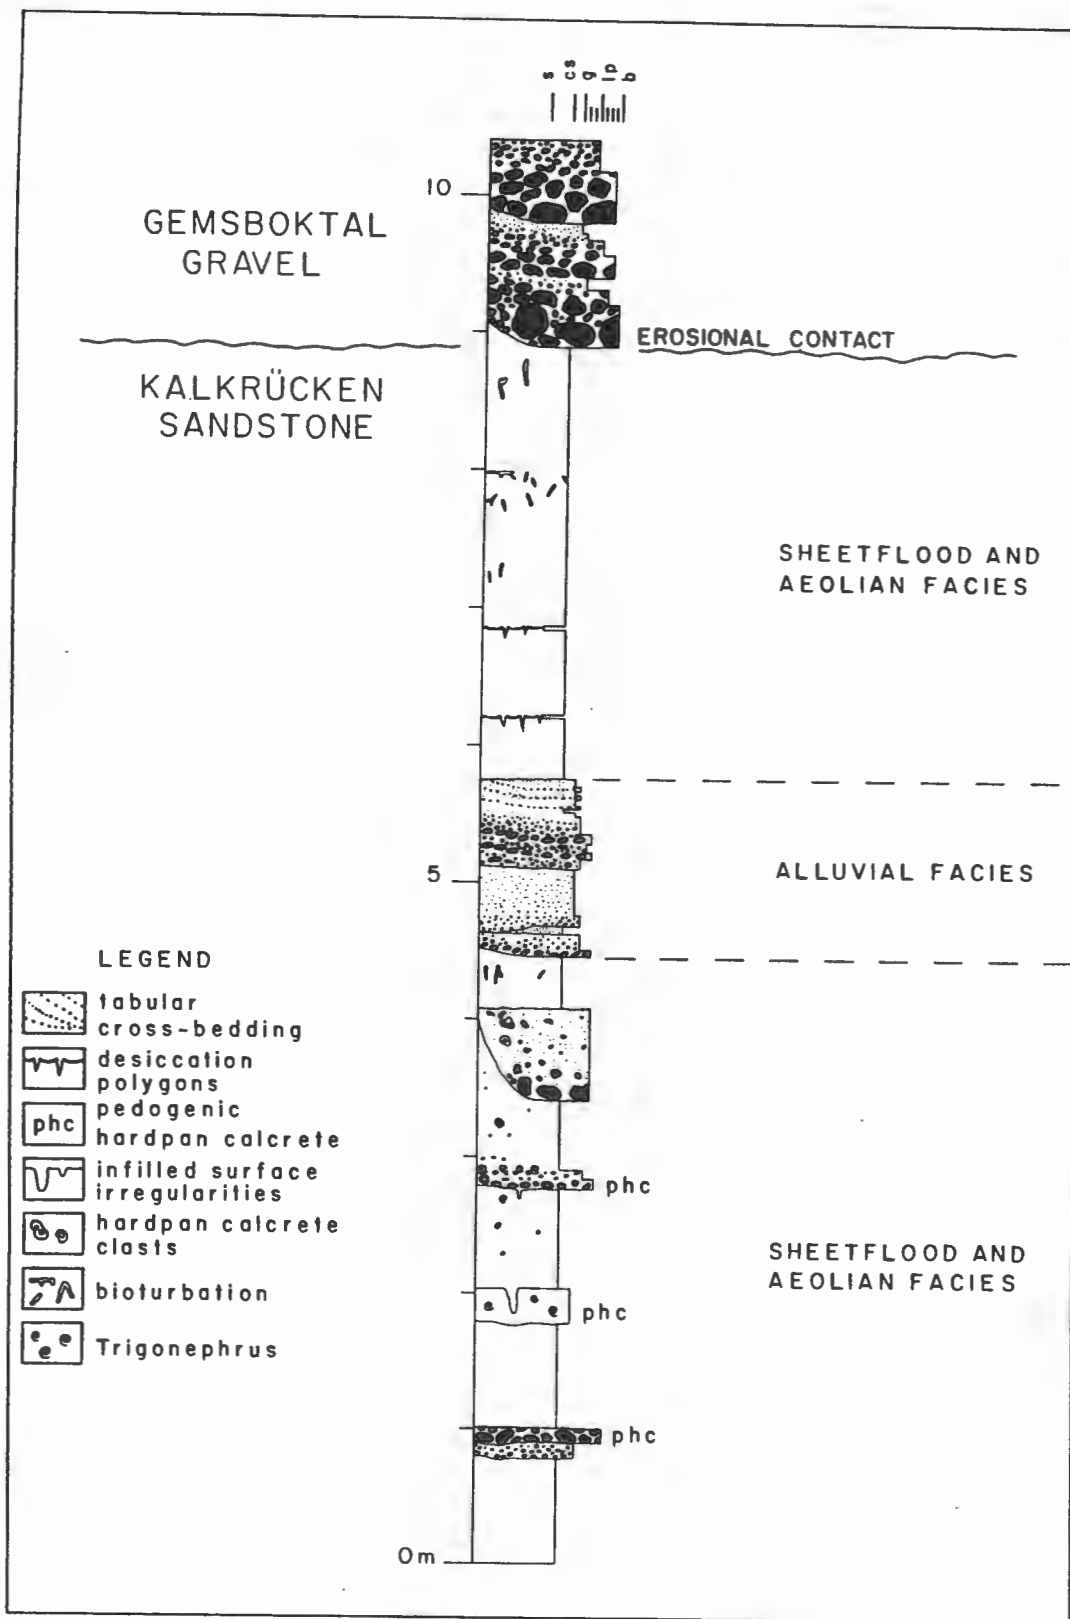 s cs g lp b
10
GEMSBOKTAL
GRAVEL
EROSIONAL CONTACT
KALKRÜCKEN
SANDSTONE
SHEETFLOOD AND
AEOLIAN FACIES
5
ALLUVIAL FACIES
LEGEND
tabular
cross-bedding
desiccation
polygons
phc
pedogenic
hardpan calcrete
infilled surface
irregularities
hardpan calcrete
clasts
bioturbation
Trigonephrus
phc
SHEETFLOOD AND
AEOLIAN FACIES
phc
phc
0m